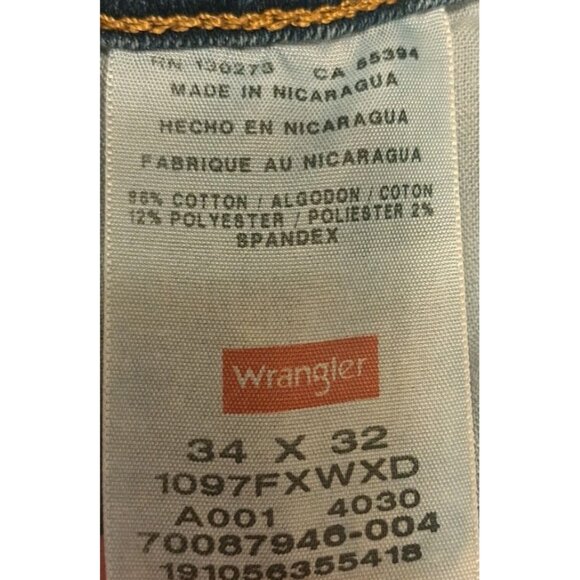 RN 130273 CA 55394
MADE IN NICARAGUA
HECHO EN NICARAGUA
FABRIQUE AU NICARAGUA
86% COTTON / ALGODON / COTON
12% POLYESTER / POLIESTER 2%
SPANDEX
Wrangler
34 X 32
1097FXWXD
A001 4030
70087946-004
191056355418